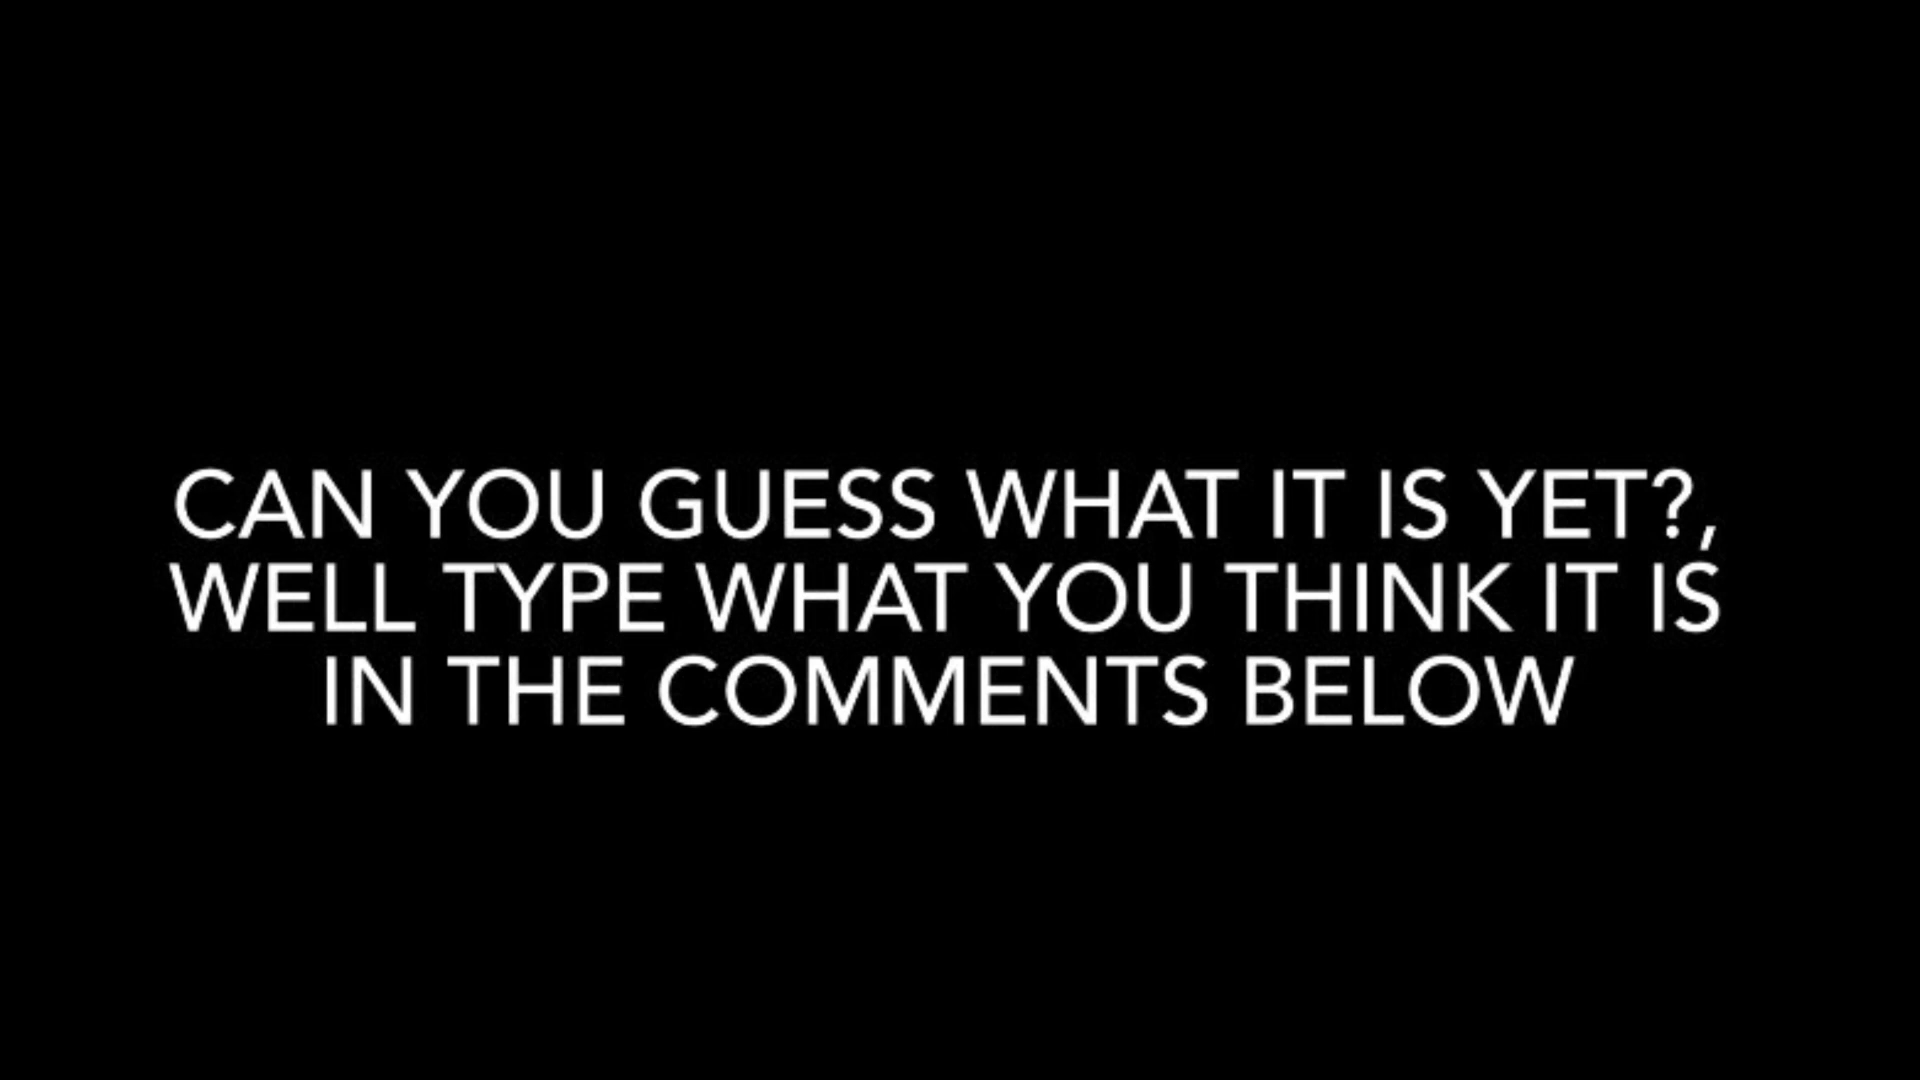 CAN YOU GUESS WHAT IT IS YET?,
WELL TYPE WHAT YOU THINK IT IS
IN THE COMMENTS BELOW